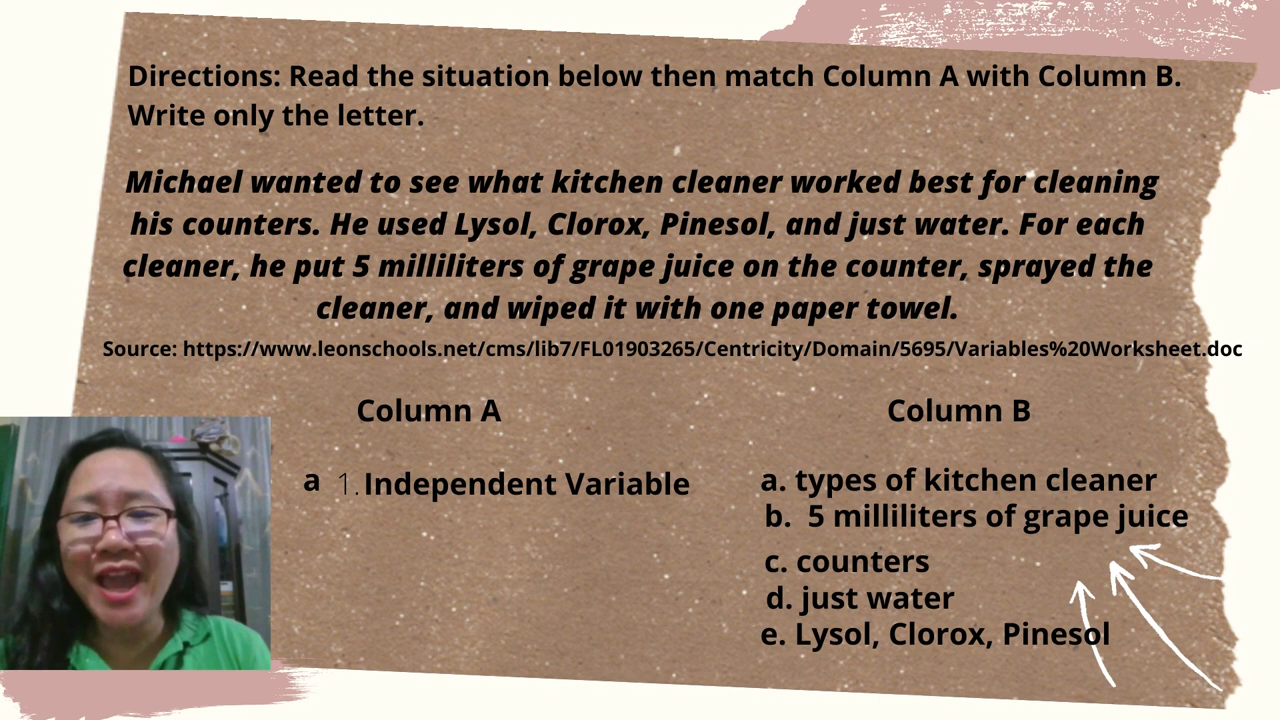 Directions: Read the situation below then match Column A with Column B.
Write only the letter.
Michael wanted to see what kitchen cleaner worked best for cleaning
his counters. He used Lysol, Clorox, Pinesol, and just water. For each
cleaner, he put 5 milliliters of grape juice on the counter, sprayed the
cleaner, and wiped it with one paper towel.
Source: https://www.leonschools.net/cms/lib7/FL01903265/Centricity/Domain/5695/Variables%20Worksheet.doc
Column A
a 1. Independent Variable
Column B
a. types of kitchen cleaner
b. 5 milliliters of grape juice
c. counters
d. just water
e. Lysol, Clorox, Pinesol